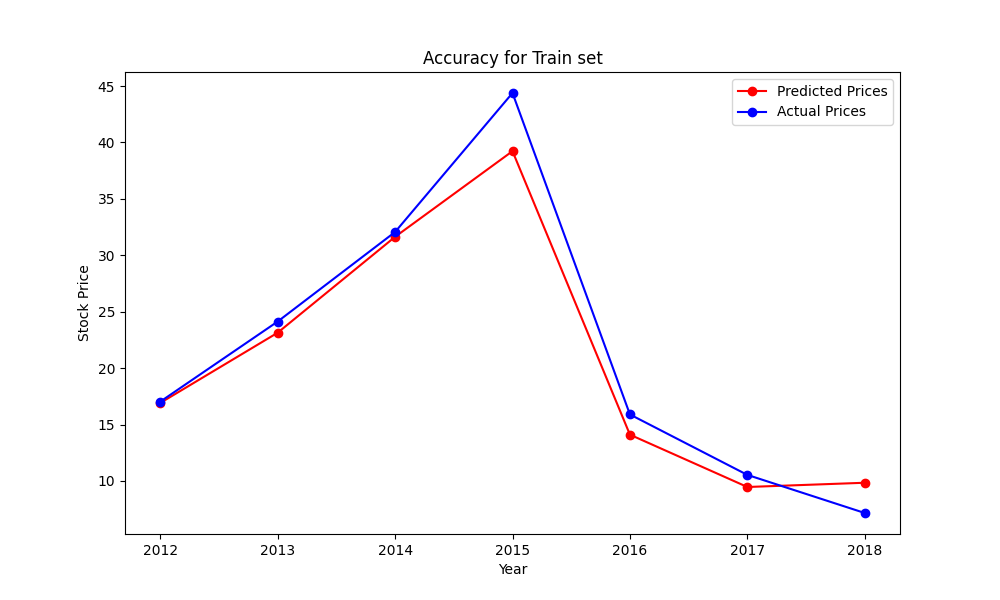 Accuracy for Train set
Predicted Prices
Actual Prices
45
40
35
30
25
20
15
10
Stock Price
2012 2013 2014 2015 2016 2017 2018
Year